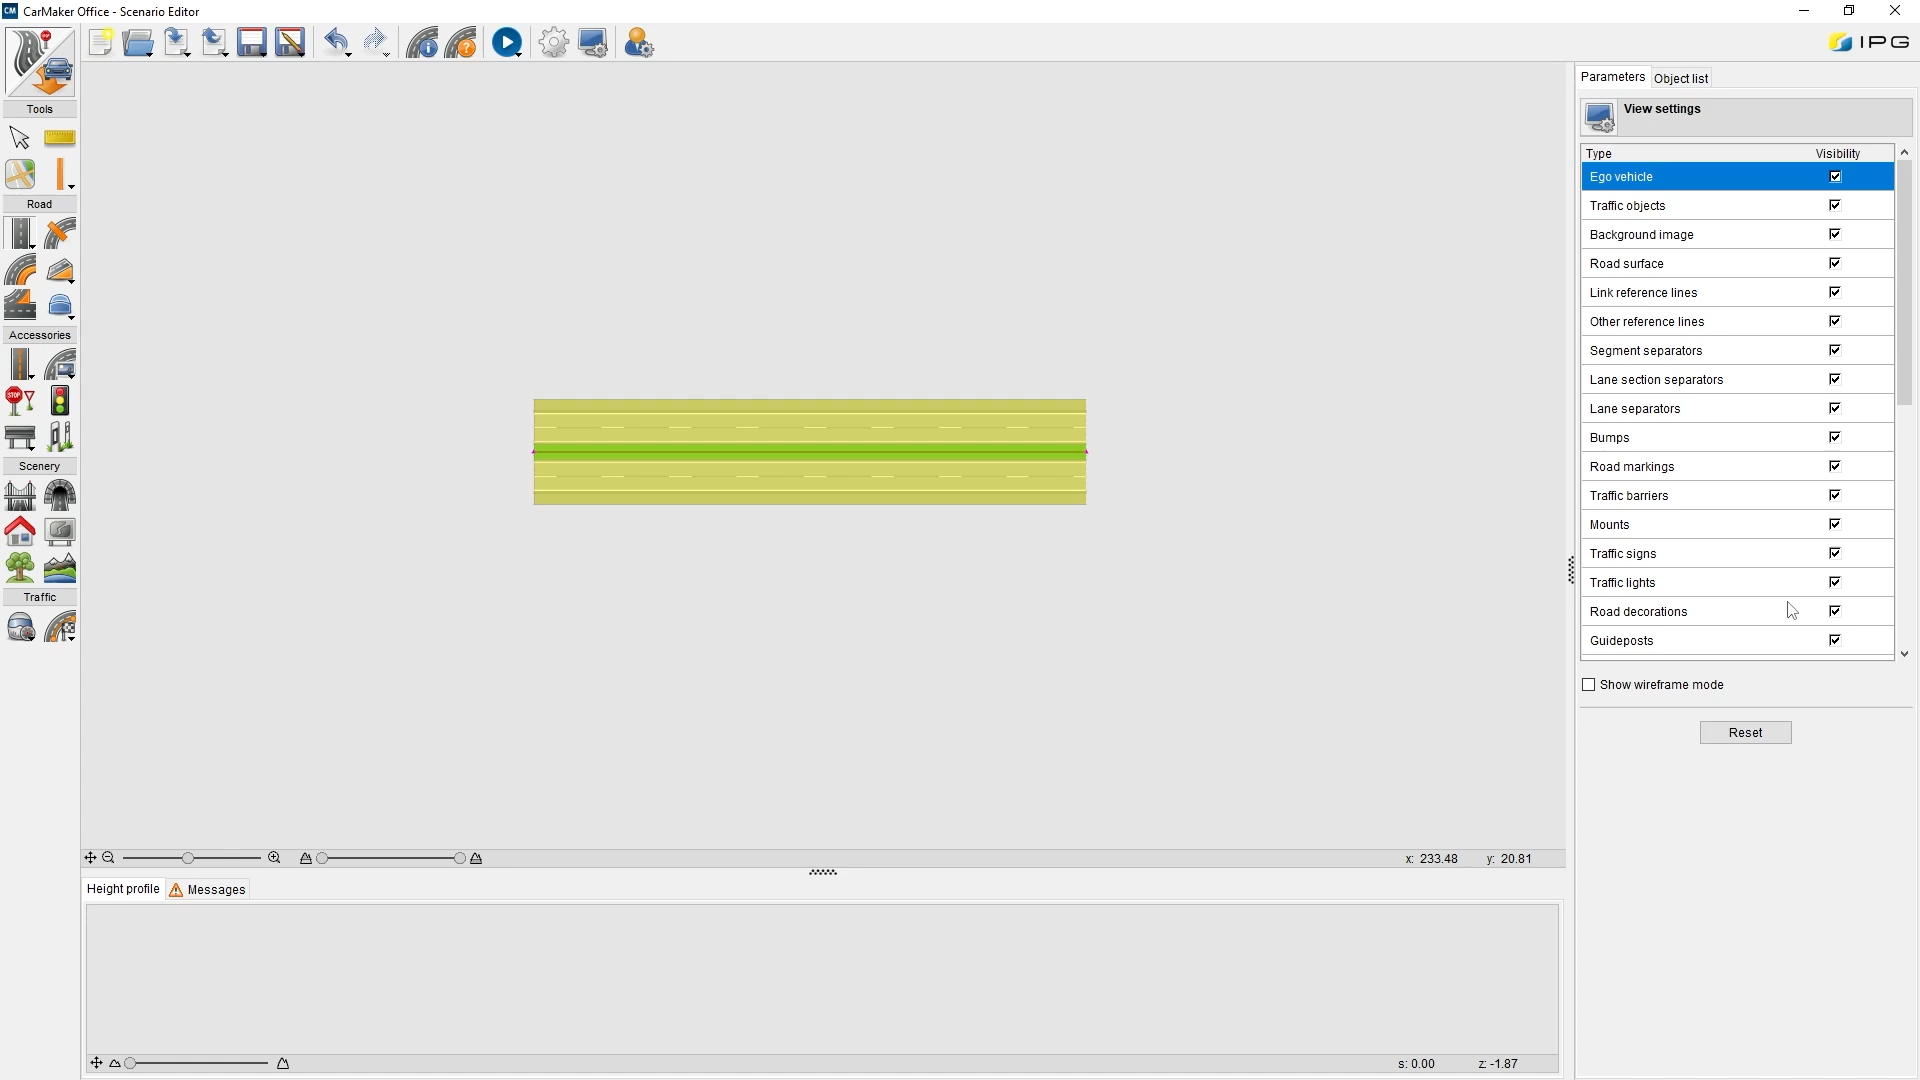 CM CarMaker Office - Scenario Editor
IPG
Tools
Road
Accessories
STOP
Scenery
Traffic
x: 233.48 y: 20.81
Height profile Messages
s: 0.00 z: -1.87
Parameters Object list
View settings
Type Visibility
Ego vehicle
Traffic objects
Background image
Road surface
Link reference lines
Other reference lines
Segment separators
Lane section separators
Lane separators
Bumps
Road markings
Traffic barriers
Mounts
Traffic signs
Traffic lights
Road decorations
Guideposts
Show wireframe mode
Reset